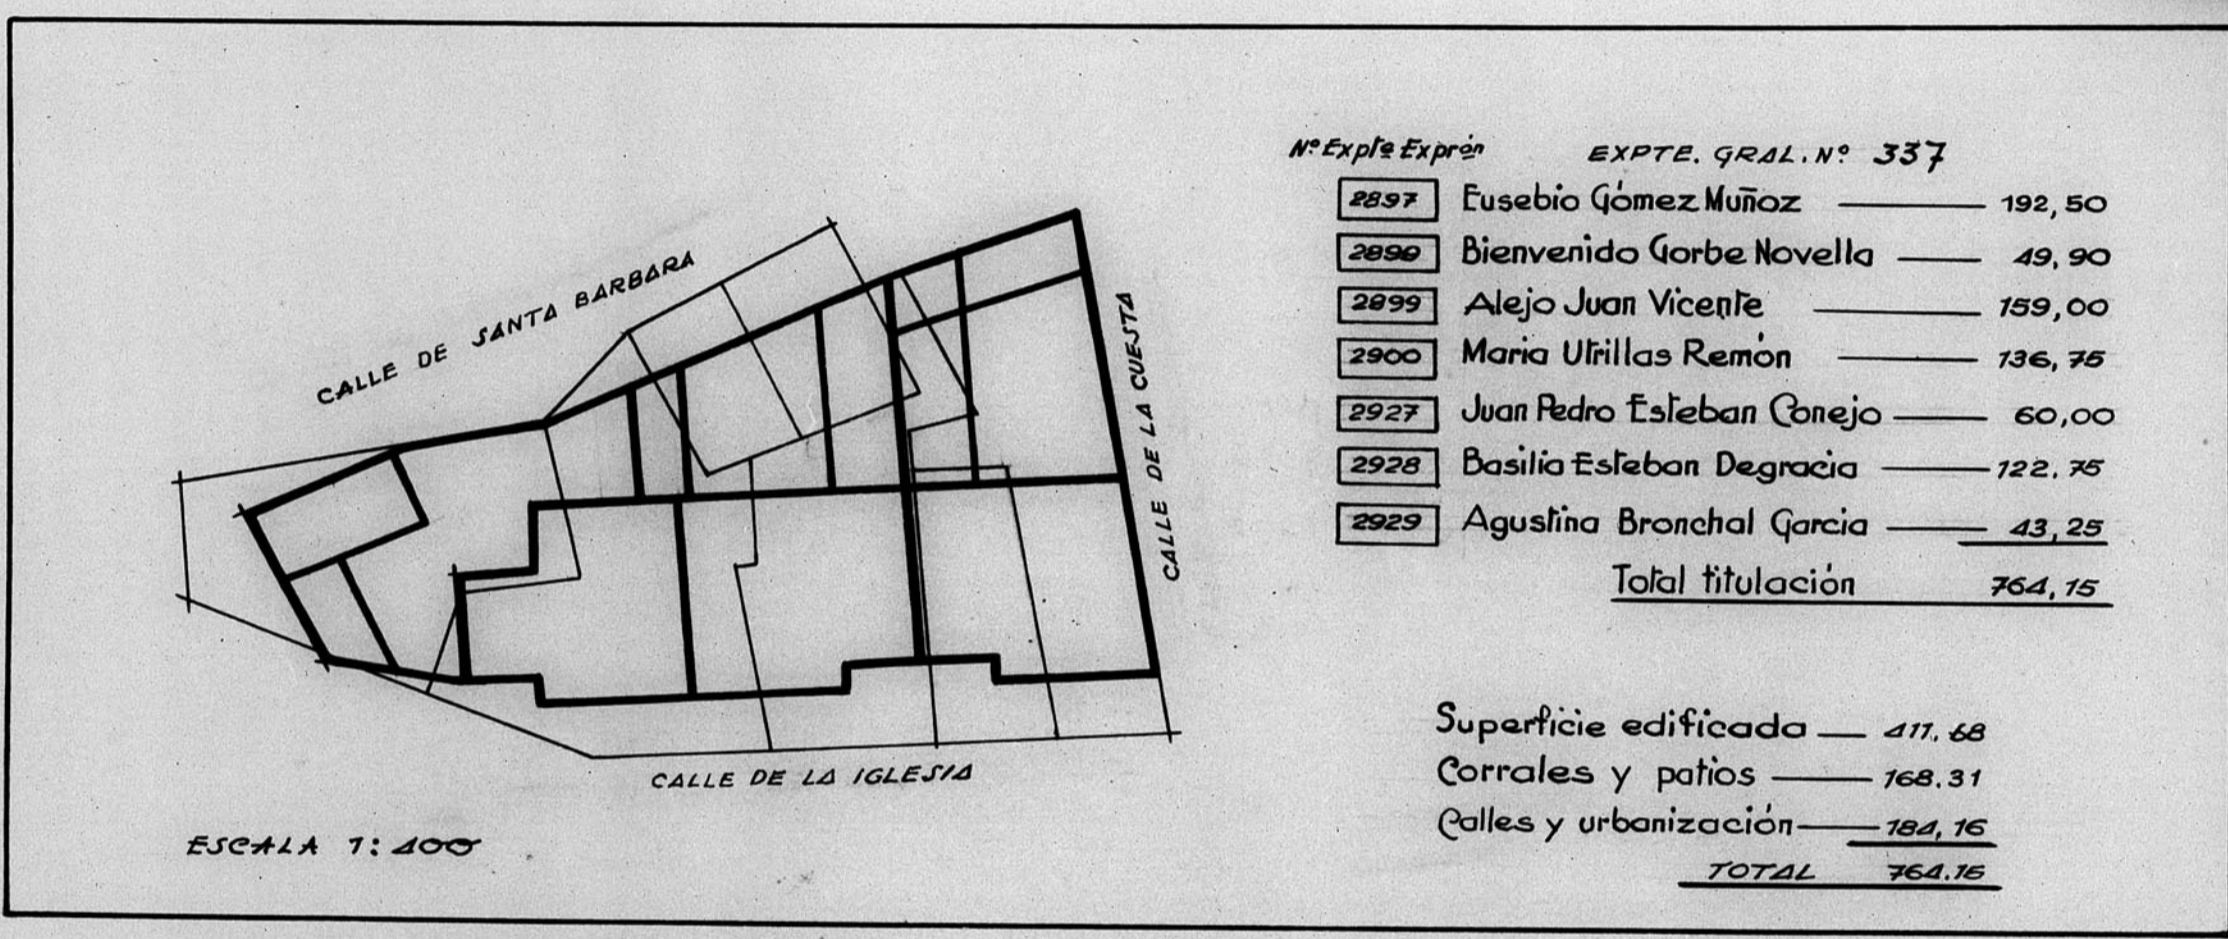 CALLE DE SANTA BARBARA
CALLE DE LA CUESTA
CALLE DE LA IGLESIA
ESCALA 1:400
Nº Expte Exprón EXPTE. GRAL. Nº 337
2897 Eusebio Gómez Muñoz 192,50
2898 Bienvenido Gorbe Novella 49,90
2899 Alejo Juan Vicente 159,00
2900 Maria Utrillas Remón 136,75
2927 Juan Pedro Esteban Conejo 60,00
2928 Basilio Esteban Degracia 122.75
2929 Agustina Bronchal Garcia 43,25
Total titulación 764,15
Superficie edificada 411.68
Corrales y patios 168.31
Calles y urbanización 184,16
TOTAL 764.15